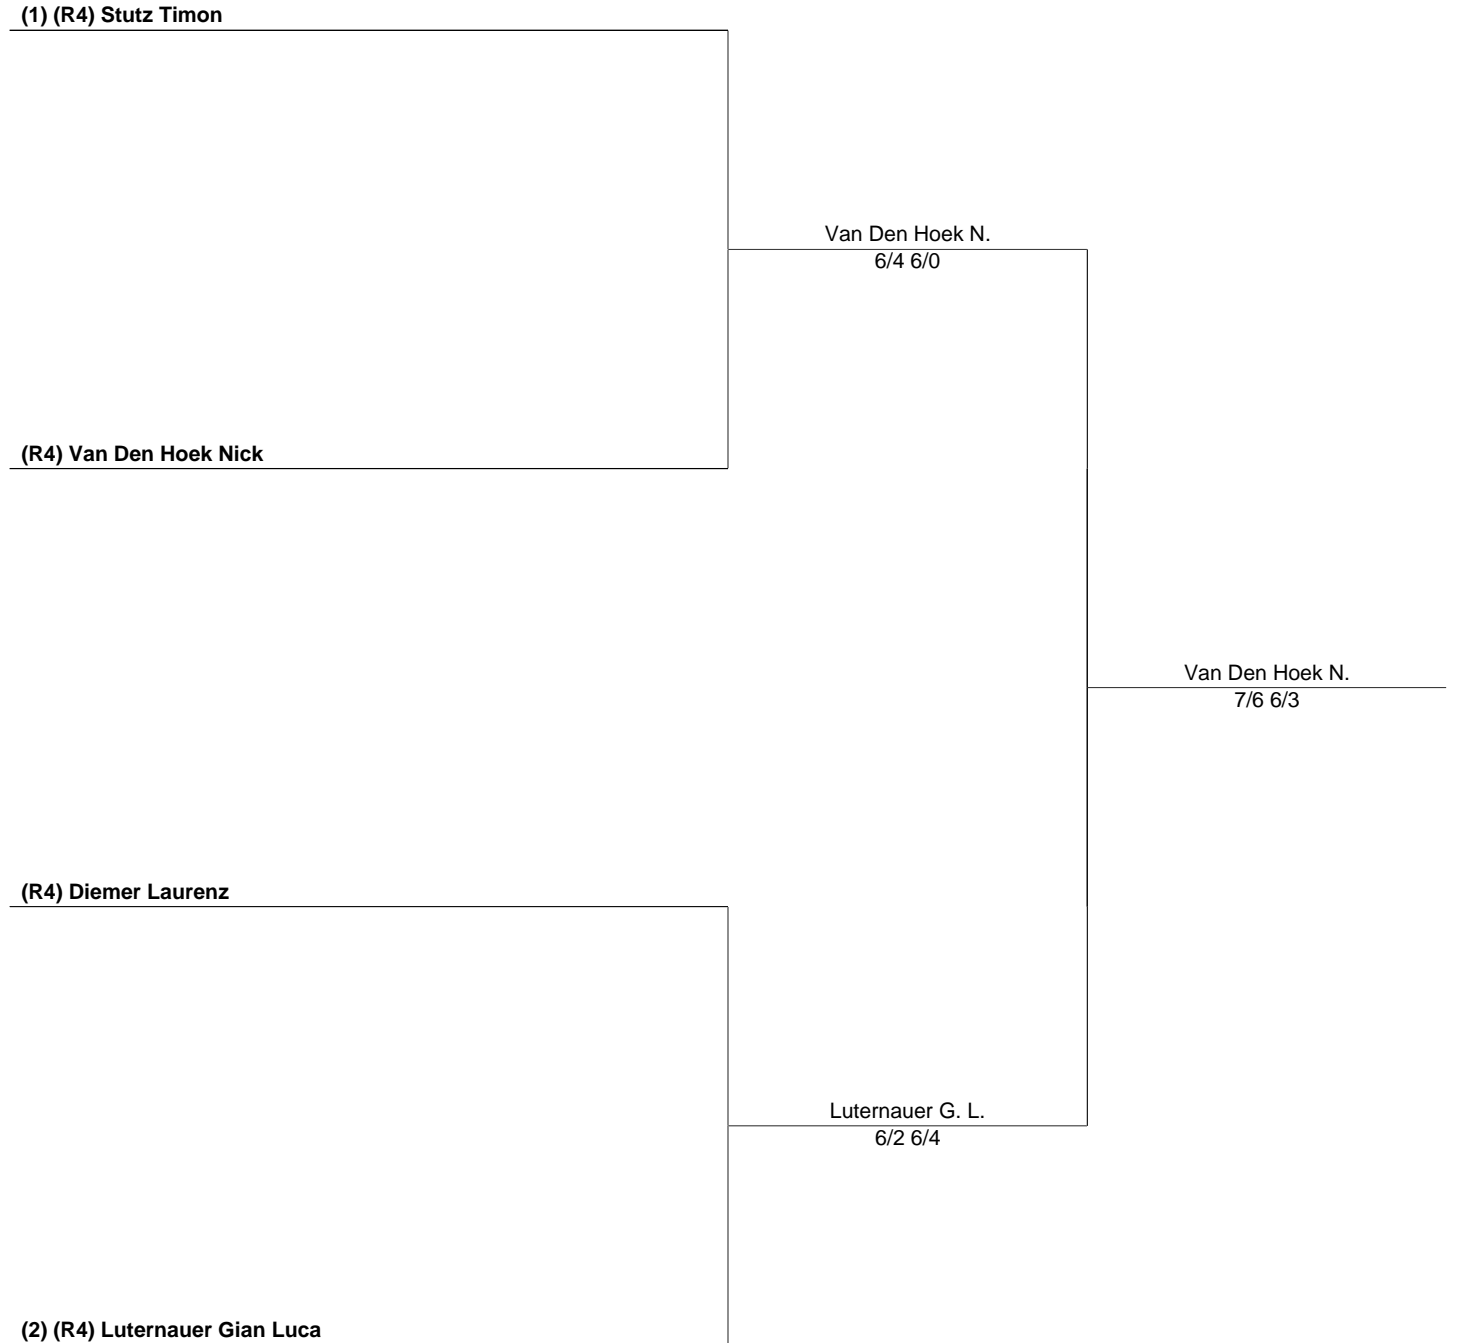 (1) (R4) Stutz Timon
Van Den Hoek N.
6/4 6/0
(R4) Van Den Hoek Nick
Van Den Hoek N.
7/6 6/3
(R4) Diemer Laurenz
Luternauer G. L.
6/2 6/4
(2) (R4) Luternauer Gian Luca